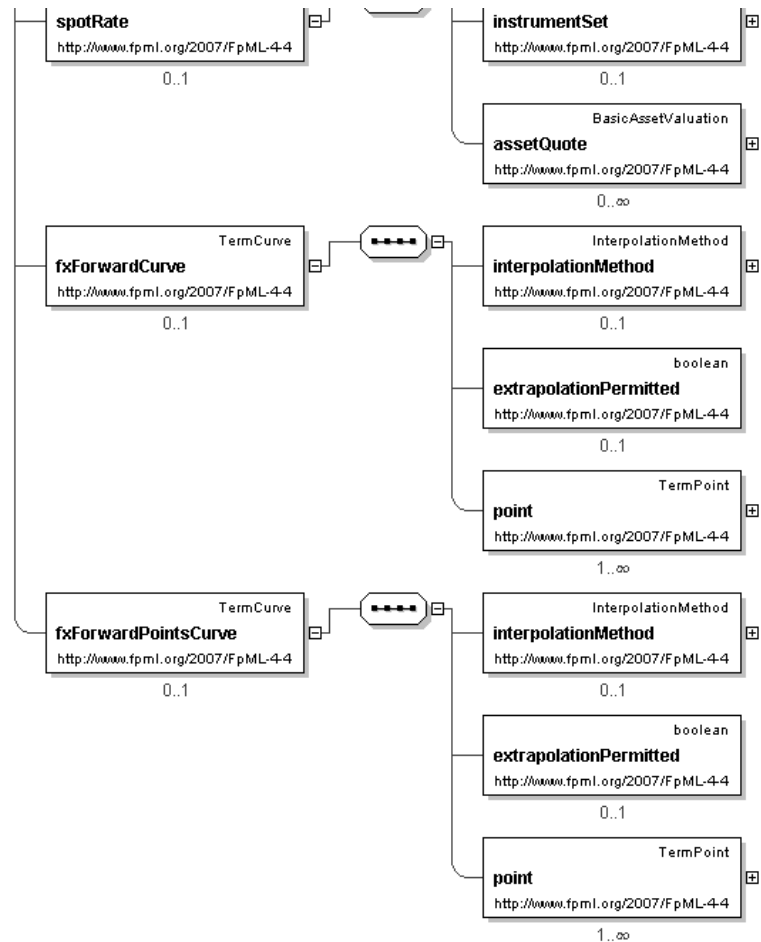 spotRate
http://www.fpml.org/2007/FpML-4-4
0..1
instrumentSet
http://www.fpml.org/2007/FpML-4-4
0..1
BasicAssetValuation
assetQuote
http://www.fpml.org/2007/FpML-4-4
0..∞
TermCurve
fxForwardCurve
http://www.fpml.org/2007/FpML-4-4
0..1
InterpolationMethod
interpolationMethod
http://www.fpml.org/2007/FpML-4-4
0..1
boolean
extrapolationPermitted
http://www.fpml.org/2007/FpML-4-4
0..1
TermPoint
point
http://www.fpml.org/2007/FpML-4-4
1..∞
TermCurve
fxForwardPointsCurve
http://www.fpml.org/2007/FpML-4-4
0..1
InterpolationMethod
interpolationMethod
http://www.fpml.org/2007/FpML-4-4
0..1
boolean
extrapolationPermitted
http://www.fpml.org/2007/FpML-4-4
0..1
TermPoint
point
http://www.fpml.org/2007/FpML-4-4
1..∞